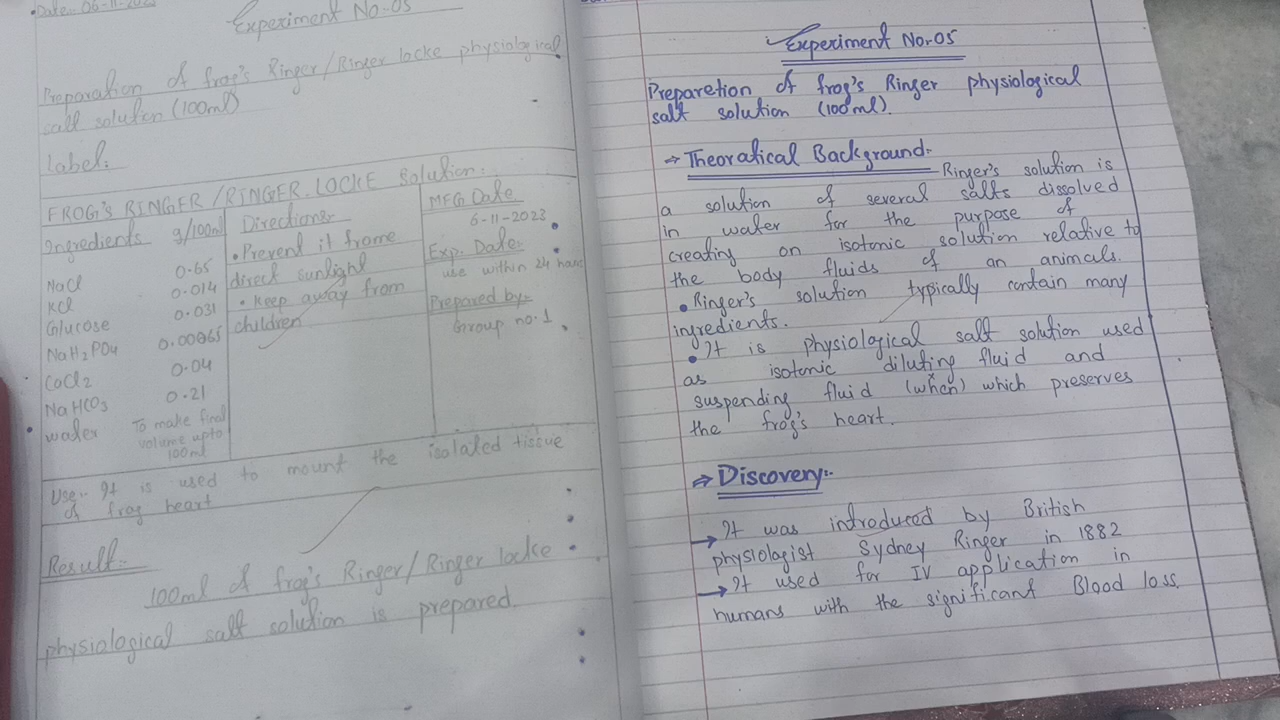 Date:- 06-11-2023
Experiment No-05
Preparation of frog's Ringer/Ringer locke physiological
salt solution (100ml)
Label:
FROG'S RINGER /RINGER. LOCKE Solution:-
Ingredients g/100ml
NaCl 0.65
KCl 0.014
Glucose 0.031
NaH2PO4 0.00065
CaCl2 0.04
NaHCO3 0.21
water To make final
volume upto
100ml
Directions:
• Prevent it frome
direct sunlight
• Keep away from
children
MFG Date
6-11-2023
Exp. Date:-
use within 24 hours
Prepared by:-
Group no.1
Use:- It is used to mount the isolated tissue
of frog heart
Result:-
100ml of frog's Ringer/Ringer locke
physiological salt solution is prepared.
Experiment No-05
Preparetion of frog's Ringer physiological
salt solution (100ml).
→ Theoratical Background:-
Ringer's solution is
a solution of several salts dissolved
in water for the purpose of
creating on isotonic solution relative to
the body fluids of an animals.
• Ringer's solution typically contain many
ingredients.
• It is physiological salt solution used
as isotonic diluting fluid and
suspending fluid (when) which preserves
the frog's heart.
⇒ Discovery:-
→ It was introduced by British
physiologist Sydney Ringer in 1882
→ It used for IV application in
humans with the significant Blood loss.